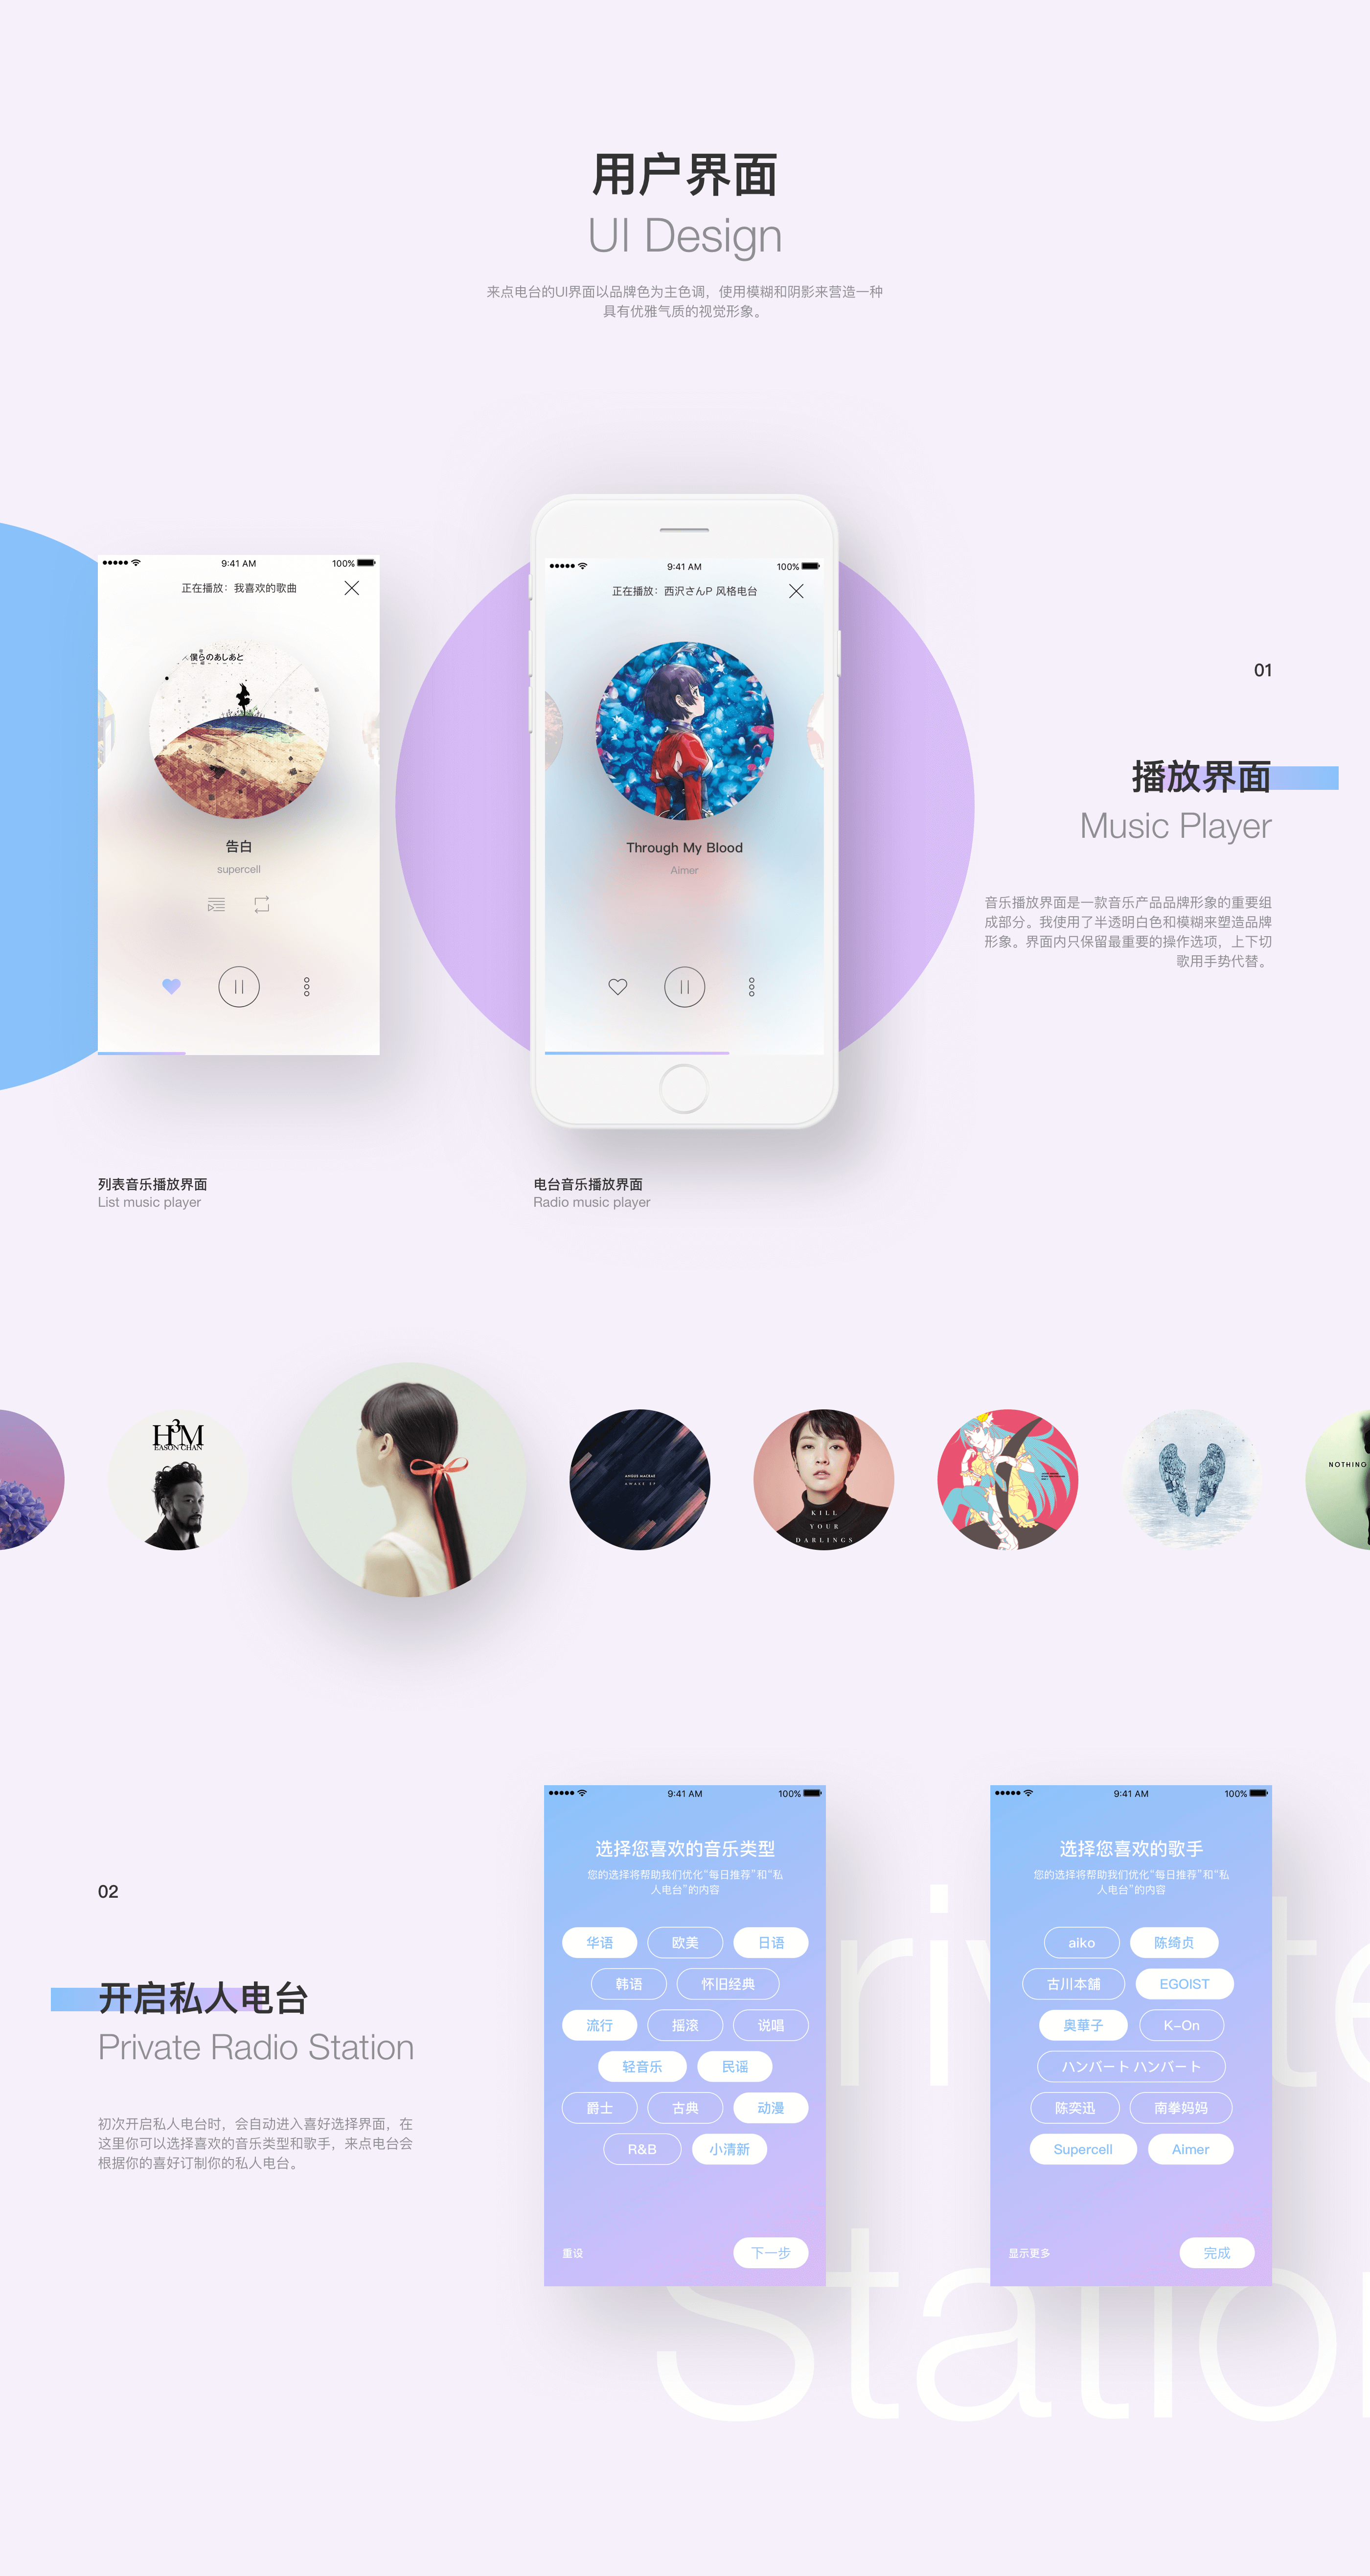 用户界面
UI Design
来点电台的UI界面以品牌色为主色调，使用模糊和阴影来营造一种
具有优雅气质的视觉形象。
9:41 AM
100%
正在播放：我喜欢的歌曲
僕らのあしあと
告白
supercell
9:41 AM
100%
正在播放：西沢さんP 风格电台
Through My Blood
Aimer
01
播放界面
Music Player
音乐播放界面是一款音乐产品品牌形象的重要组
成部分。我使用了半透明白色和模糊来塑造品牌
形象。界面内只保留最重要的操作选项，上下切
歌用手势代替。
列表音乐播放界面
List music player
电台音乐播放界面
Radio music player
H3M
EASON CHAN
ANSGR MACRAE
AWAKE EP
KILL
YOUR
DARLINGS
NOTHING
02
开启私人电台
Private Radio Station
初次开启私人电台时，会自动进入喜好选择界面，在
这里你可以选择喜欢的音乐类型和歌手，来点电台会
根据你的喜好订制你的私人电台。
9:41 AM
100%
选择您喜欢的音乐类型
您的选择将帮助我们优化“每日推荐”和“私
人电台”的内容
华语 欧美 日语
韩语 怀旧经典
流行 摇滚 说唱
轻音乐 民谣
爵士 古典 动漫
R&B 小清新
重设 下一步
9:41 AM
100%
选择您喜欢的歌手
您的选择将帮助我们优化“每日推荐”和“私
人电台”的内容
aiko 陈绮贞
古川本舗 EGOIST
奥華子 K-On
ハンバート ハンバート
陈奕迅 南拳妈妈
Supercell Aimer
显示更多 完成
Station